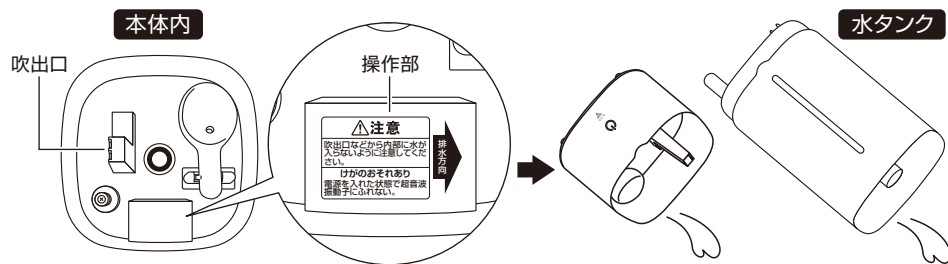 本体内
水タンク
吹出口
操作部
注意
吹出口などから内部に水が
入らないように注意してくだ
さい。
けがのおそれあり
電源を入れた状態で超音波
振動子にふれない。
排水方向